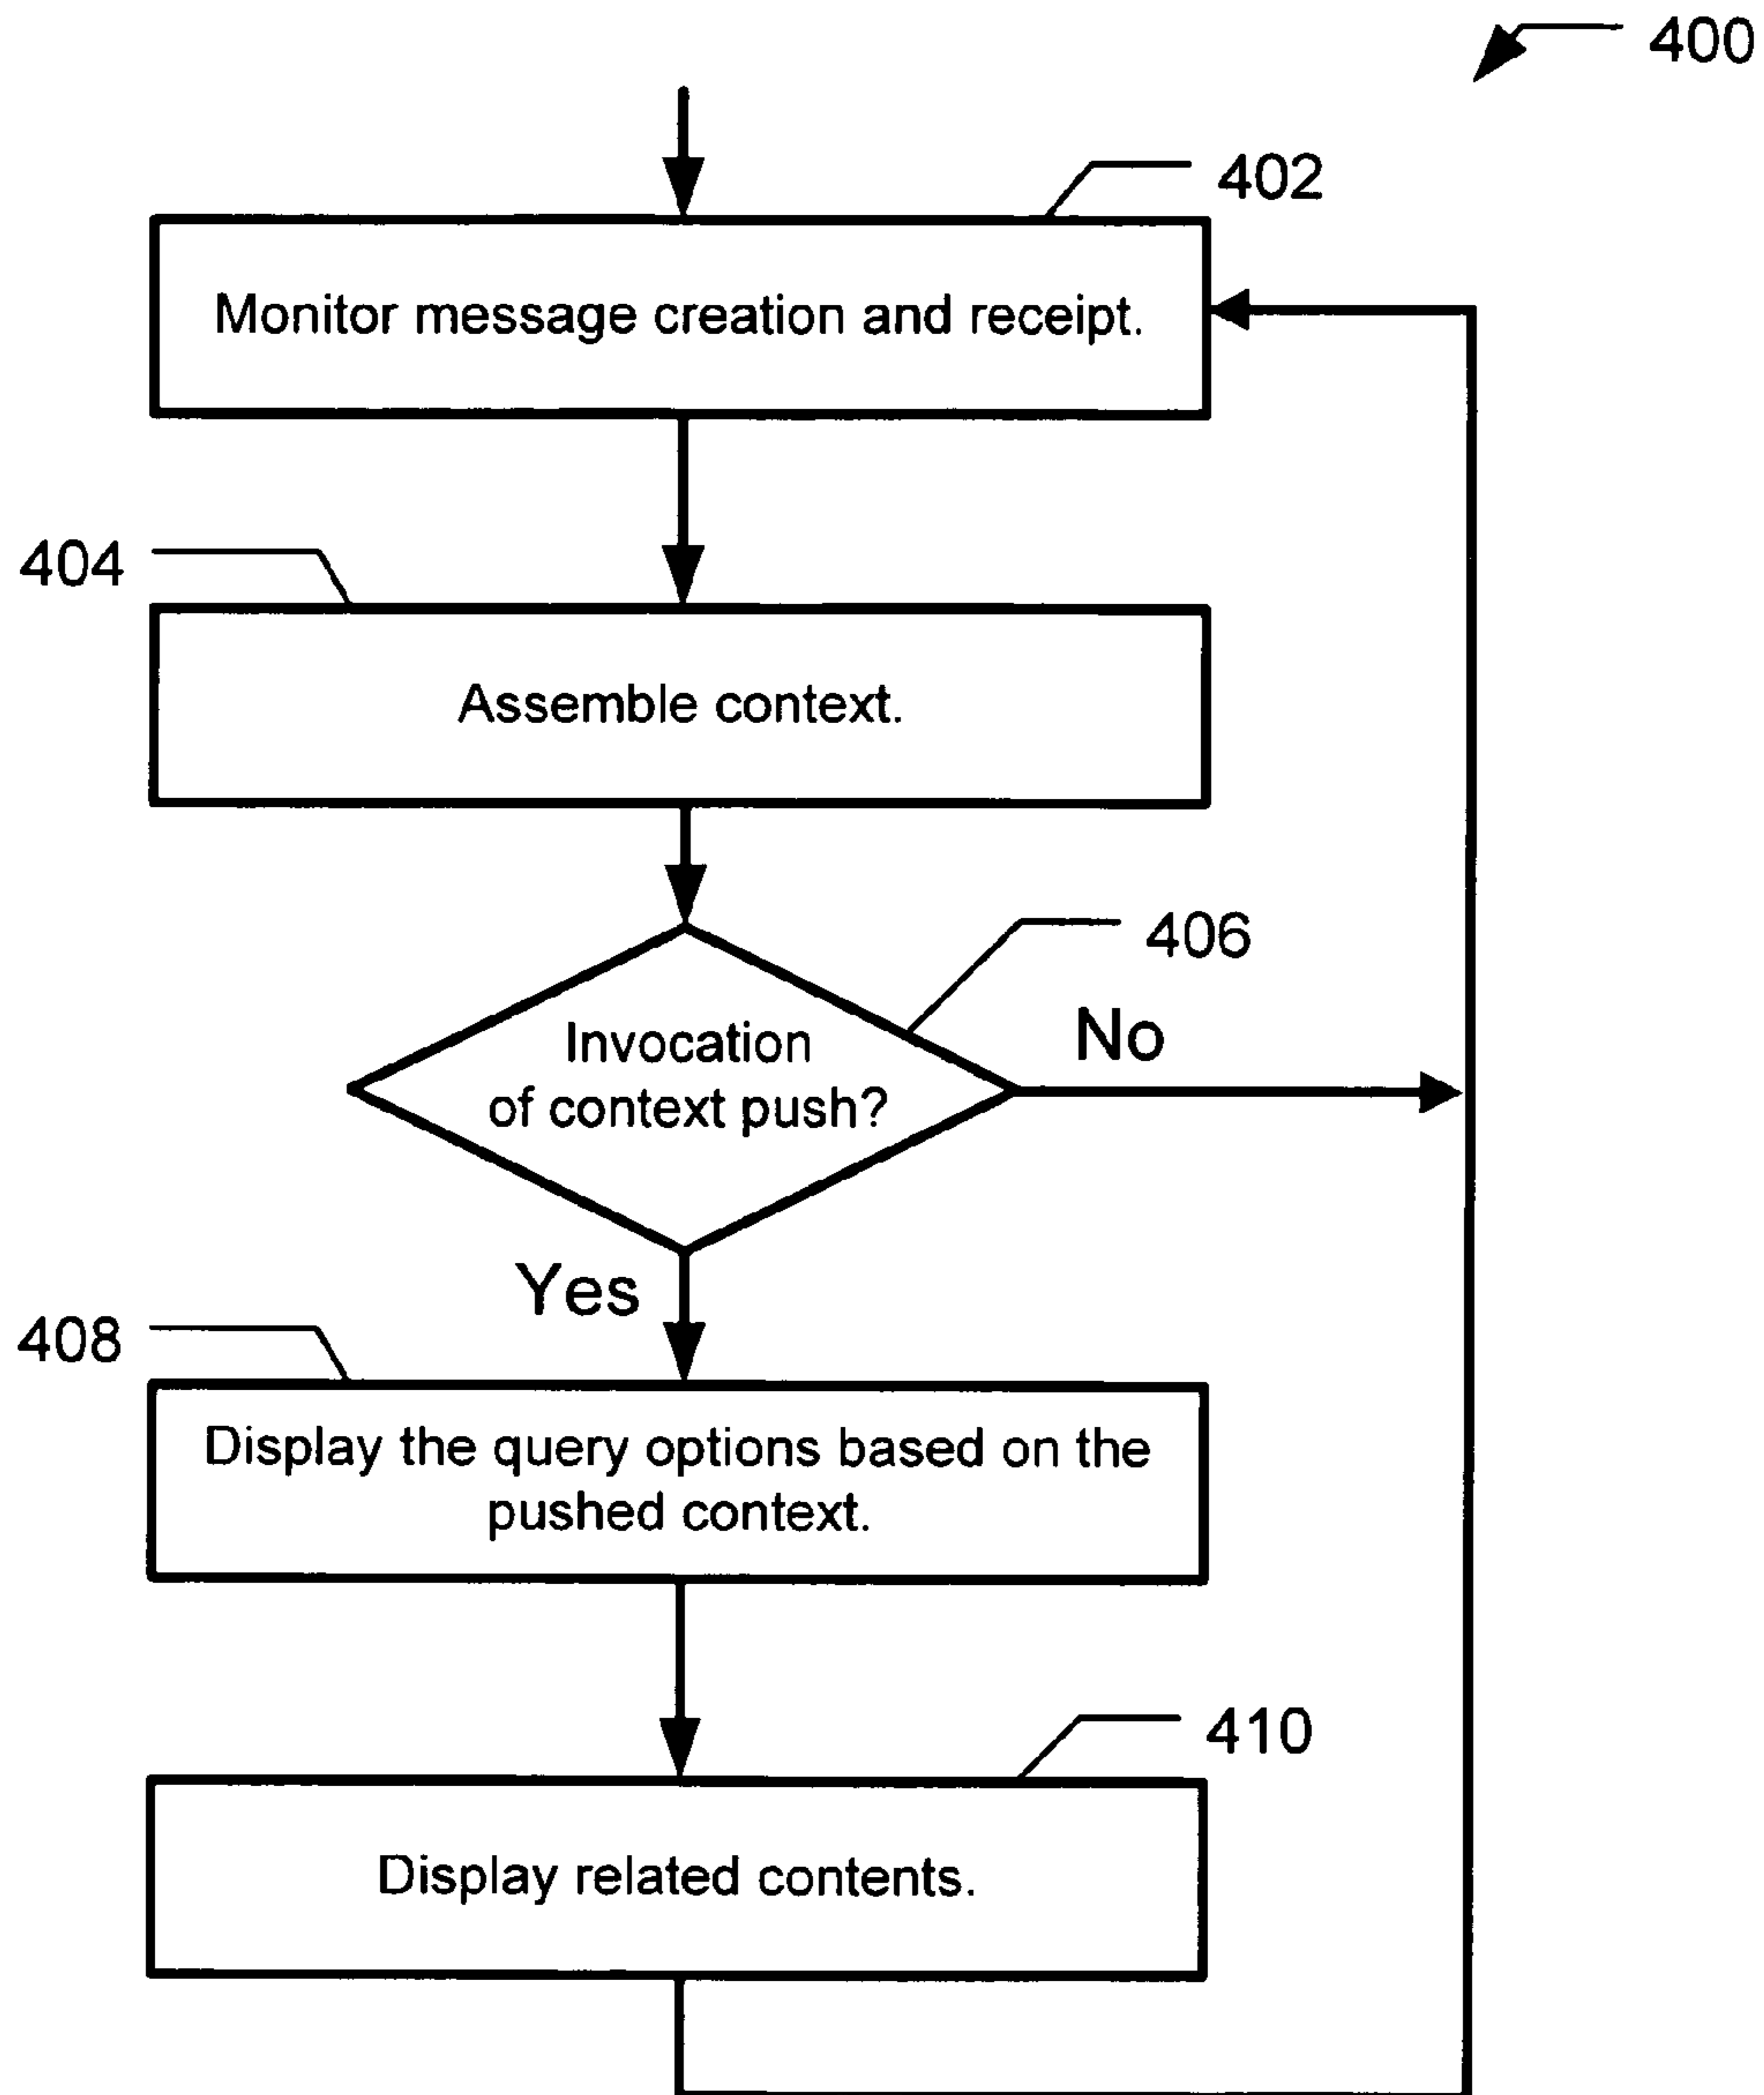 400
402
Monitor message creation and receipt.
404
Assemble context.
406
Invocation
of context push?
No
Yes
408
Display the query options based on the
pushed context.
410
Display related contents.